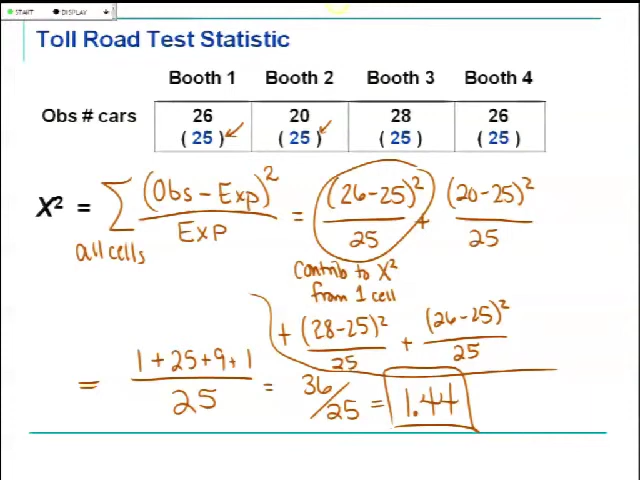 START DISPLAY
Toll Road Test Statistic
Booth 1 Booth 2 Booth 3 Booth 4
Obs # cars 26 20 28 26
( 25 ) ( 25 ) ( 25 ) ( 25 )
X² = ∑ (Obs – Exp)² / Exp = (26-25)² / 25 + (20-25)² / 25
all cells
Contrib to X²
from 1 cell
+ (28-25)² / 25 + (26-25)² / 25
= 1 + 25 + 9 + 1 / 25 = 36/25 = 1.44